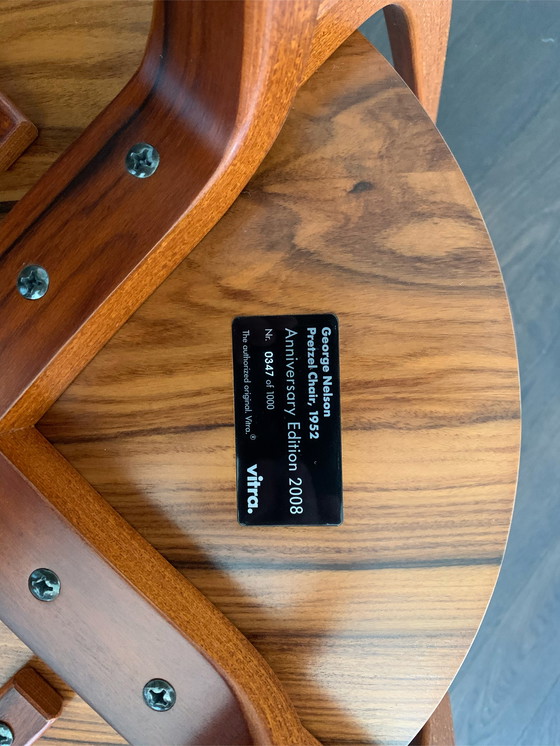 George Nelson
Pretzel Chair, 1952
Anniversary Edition 2008
Nr. 0347 of 1000
The authorized original. Vitra.®
vitra.